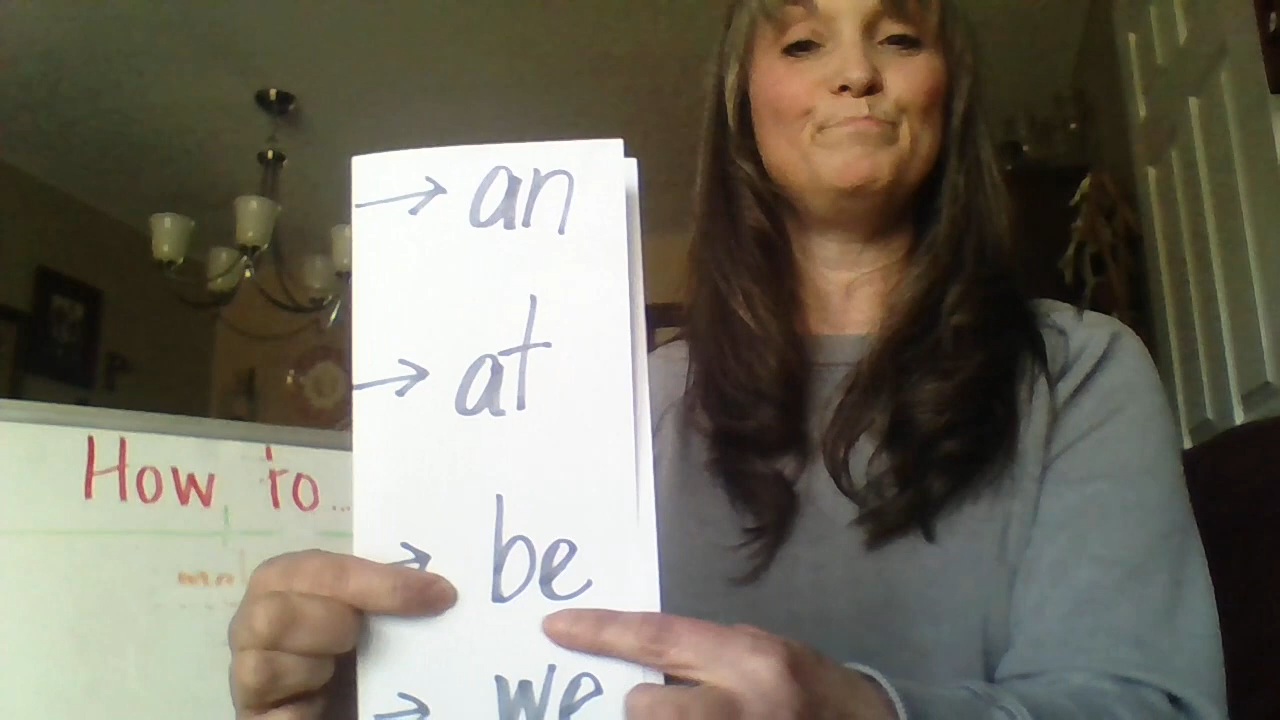 → an
→ at
→ be
→ we
How to...